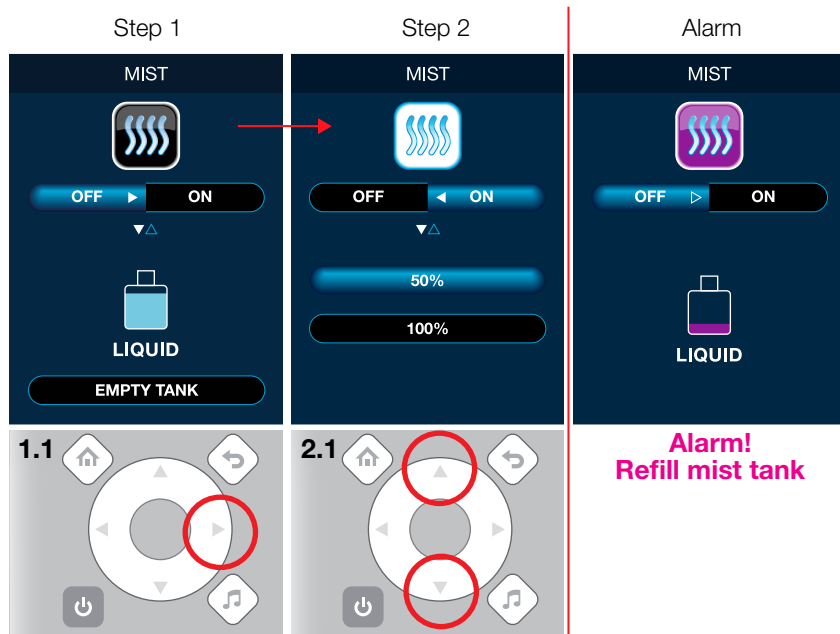 Step 1
MIST
OFF ON
LIQUID
EMPTY TANK
1.1
Step 2
MIST
OFF ON
50%
100%
2.1
Alarm
MIST
OFF ON
LIQUID
Alarm!
Refill mist tank